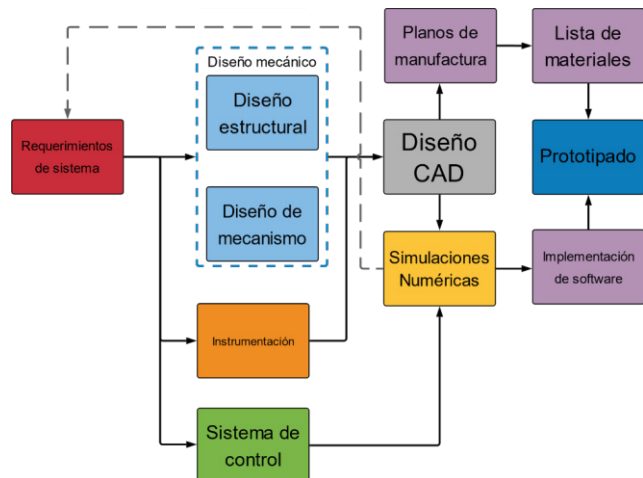 Diseño mecánico
Diseño
estructural
Diseño de
mecanismo
Requerimientos
de sistema
Instrumentación
Sistema de
control
Planos de
manufactura
Lista de
materiales
Diseño
CAD
Prototipado
Simulaciones
Numéricas
Implementación
de software